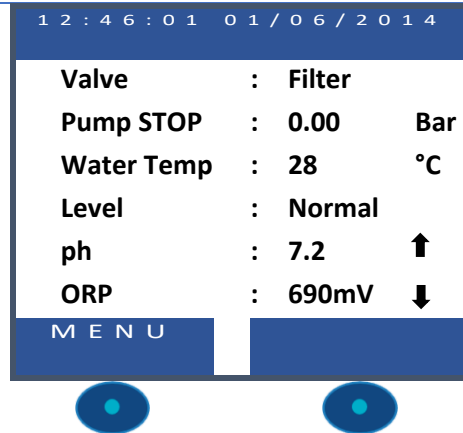 12:46:01 01/06/2014
Valve : Filter
Pump STOP : 0.00 Bar
Water Temp : 28 °C
Level : Normal
ph : 7.2 ⬆
ORP : 690mV ⬇
MENU